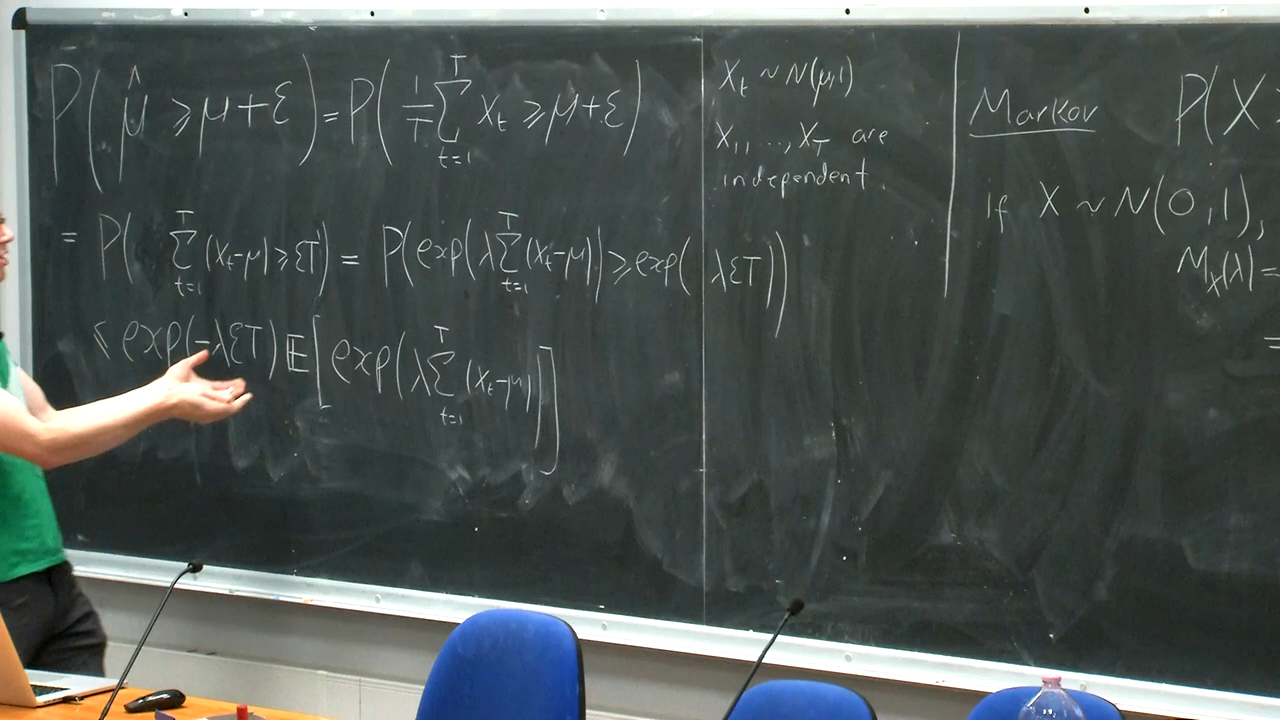 P(μ̂ ⩾ μ+ε) = P(1/T ∑_{t=1}^{T} X_t ⩾ μ+ε)
= P(∑_{t=1}^{T} (X_t-μ) ⩾ εT) = P(exp(λ∑_{t=1}^{T} (X_t-μ)) ⩾ exp(λεT))
⩽ exp(-λεT) 𝔼[exp(λ∑_{t=1}^{T} (X_t-μ))]
X_t ~ N(μ,1)
X_1, ..., X_T are
independent
Markov P(X ⩾
if X ~ N(0,1),
M_X(λ) =
=